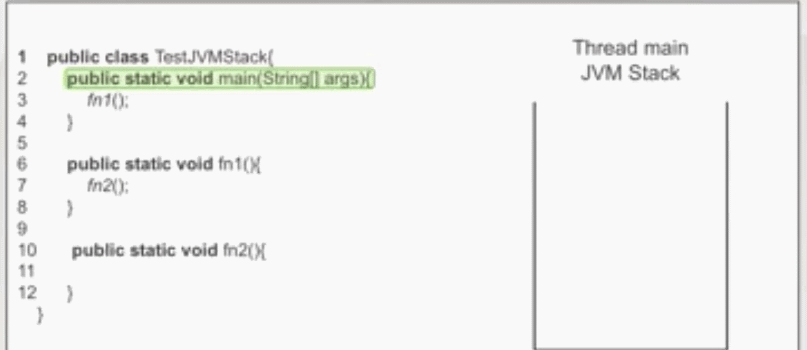 Thread main
JVM Stack
1 public class TestJVMStack{
2 public static void main(String[] args){
3 fn1();
4 }
5
6 public static void fn1(){
7 fn2();
8 }
9
10 public static void fn2(){
11
12 }
}